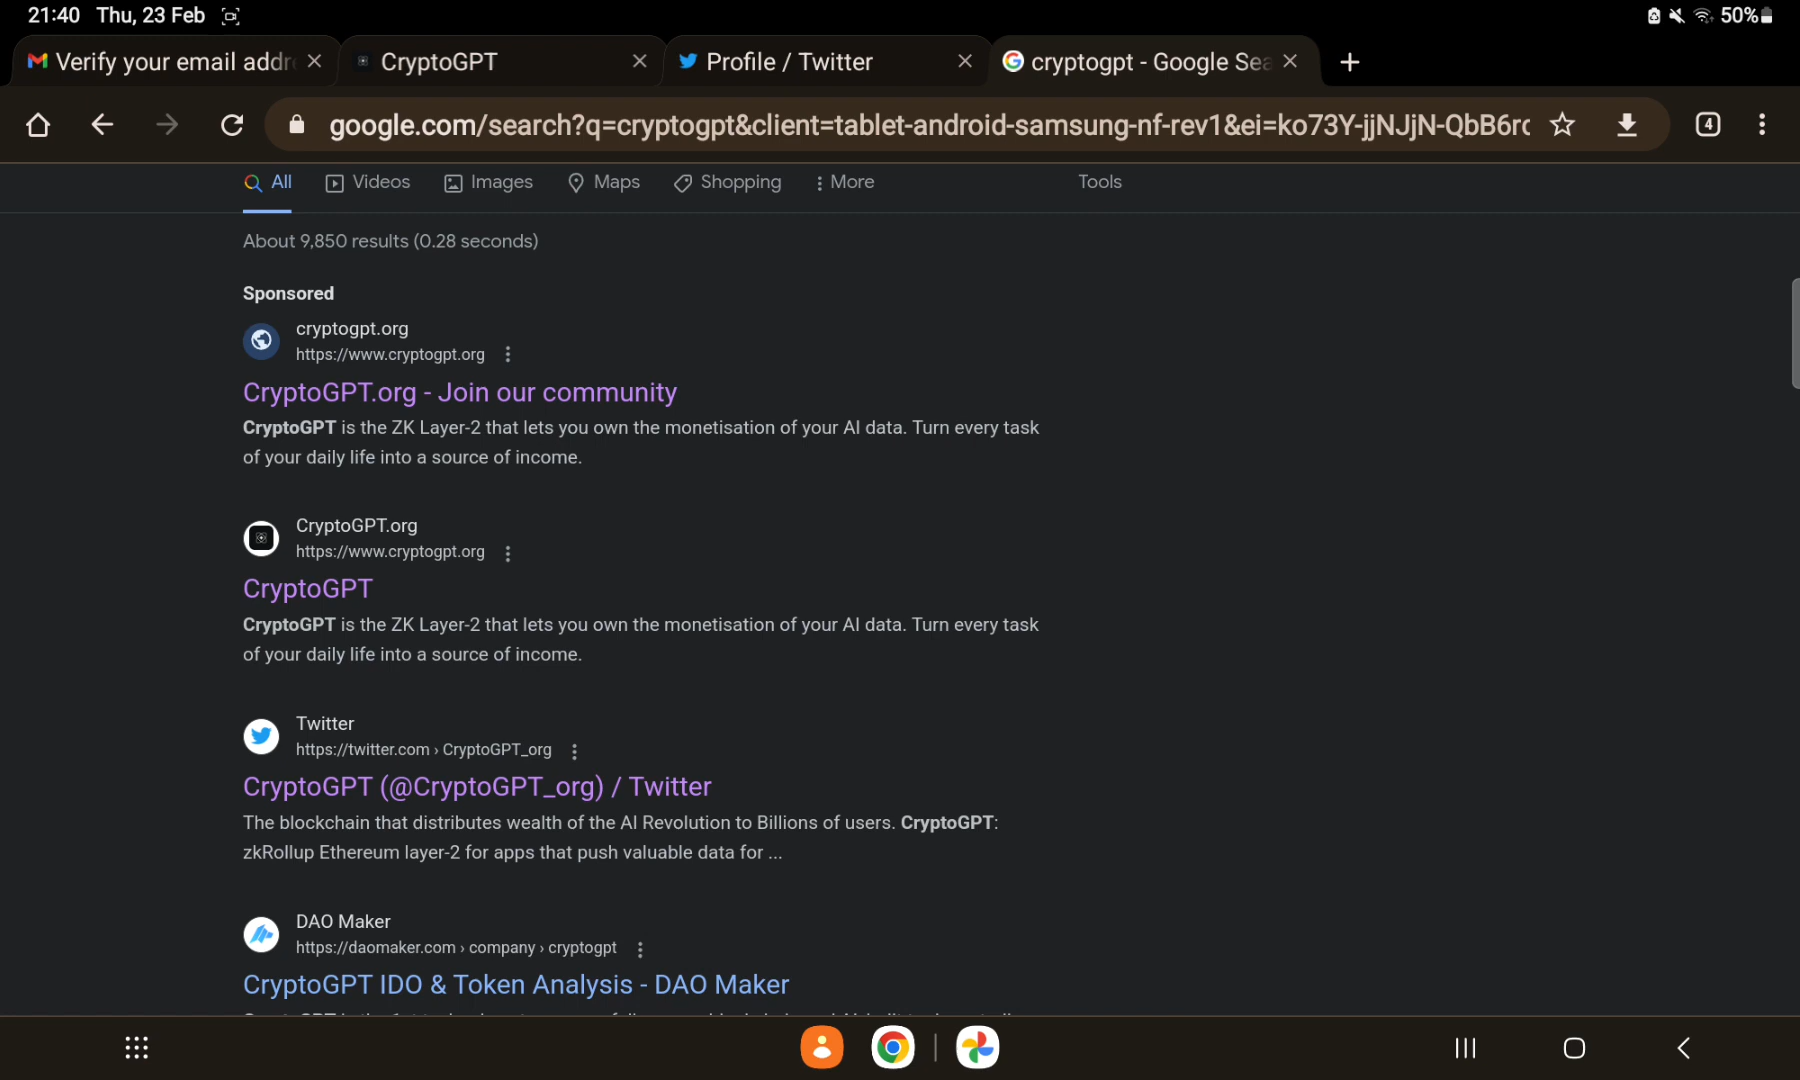 21:40 Thu, 23 Feb
50%
Verify your email addre
CryptoGPT
Profile / Twitter
cryptogpt - Google Sea
google.com/search?q=cryptogpt&client=tablet-android-samsung-nf-rev1&ei=ko73Y-jjNJjN-QbB6rc
4
All
Videos
Images
Maps
Shopping
More
Tools
About 9,850 results (0.28 seconds)
Sponsored
cryptogpt.org
https://www.cryptogpt.org
CryptoGPT.org - Join our community
CryptoGPT is the ZK Layer-2 that lets you own the monetisation of your AI data. Turn every task
of your daily life into a source of income.
CryptoGPT.org
https://www.cryptogpt.org
CryptoGPT
CryptoGPT is the ZK Layer-2 that lets you own the monetisation of your AI data. Turn every task
of your daily life into a source of income.
Twitter
https://twitter.com › CryptoGPT_org
CryptoGPT (@CryptoGPT_org) / Twitter
The blockchain that distributes wealth of the AI Revolution to Billions of users. CryptoGPT:
zkRollup Ethereum layer-2 for apps that push valuable data for ...
DAO Maker
https://daomaker.com › company › cryptogpt
CryptoGPT IDO & Token Analysis - DAO Maker